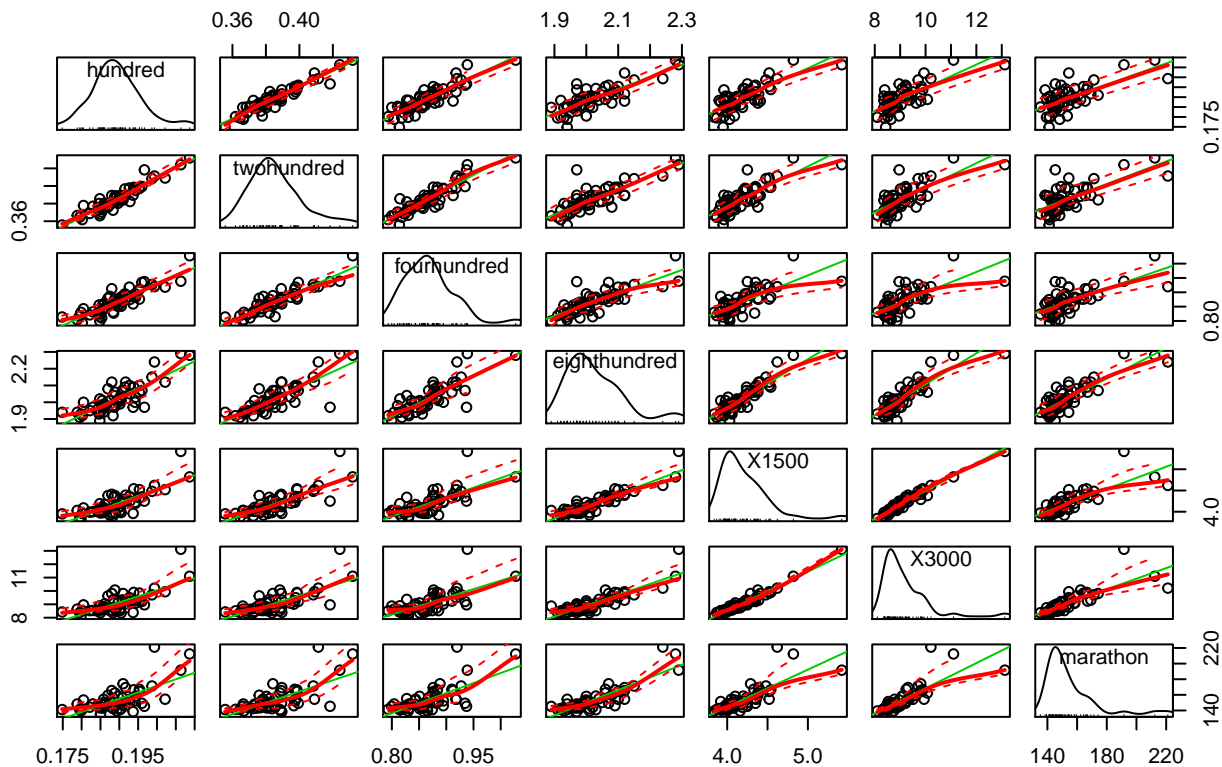 0.36 0.40 1.9 2.1 2.3 8 10 12
hundred
0.175
twohundred
0.36
fourhundred
0.80
eighthundred
1.9 2.2
X1500
4.0
X3000
8 11
marathon
140 220
0.175 0.195 0.80 0.95 4.0 5.0 140 180 220